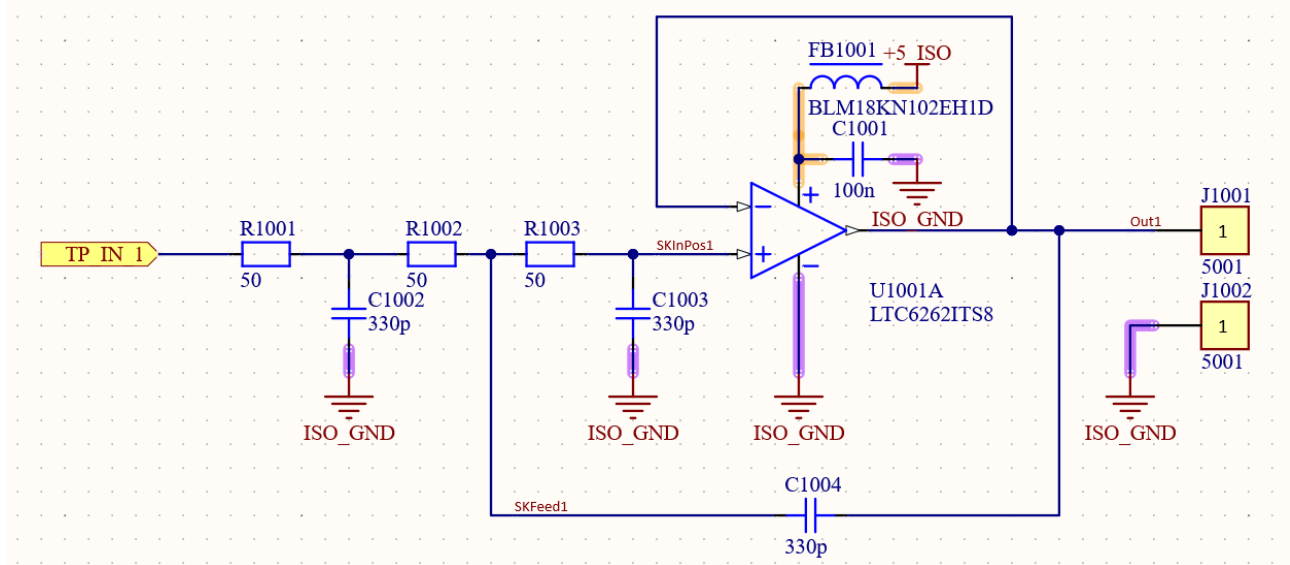 FB1001 +5_ISO
BLM18KN102EH1D
C1001
100n
ISO_GND
TP_IN_1
R1001
50
C1002
330p
ISO_GND
R1002
50
R1003
50
SKInPos1
C1003
330p
ISO_GND
U1001A
LTC6262ITS8
ISO_GND
Out1
J1001
1
5001
J1002
1
5001
ISO_GND
SKFeed1
C1004
330p